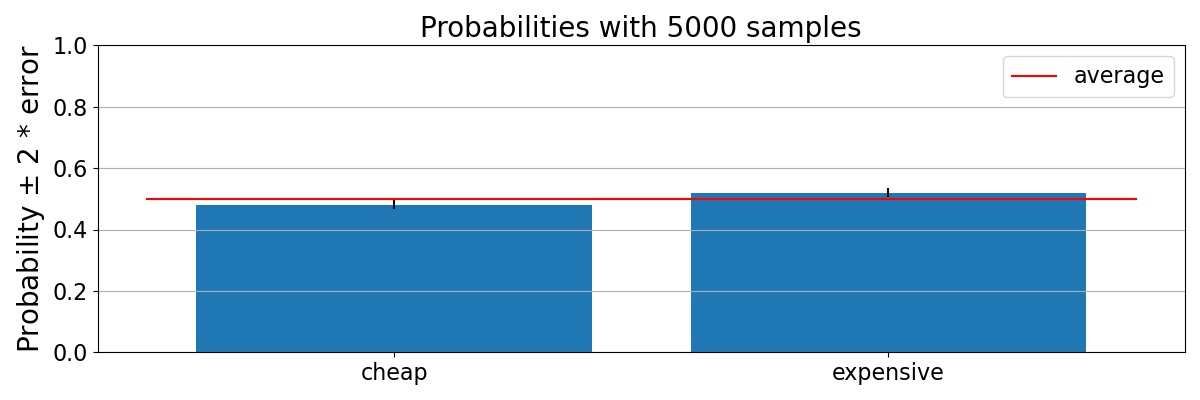 Probabilities with 5000 samples
Probability ± 2 * error
1.0
0.8
0.6
0.4
0.2
0.0
average
cheap
expensive